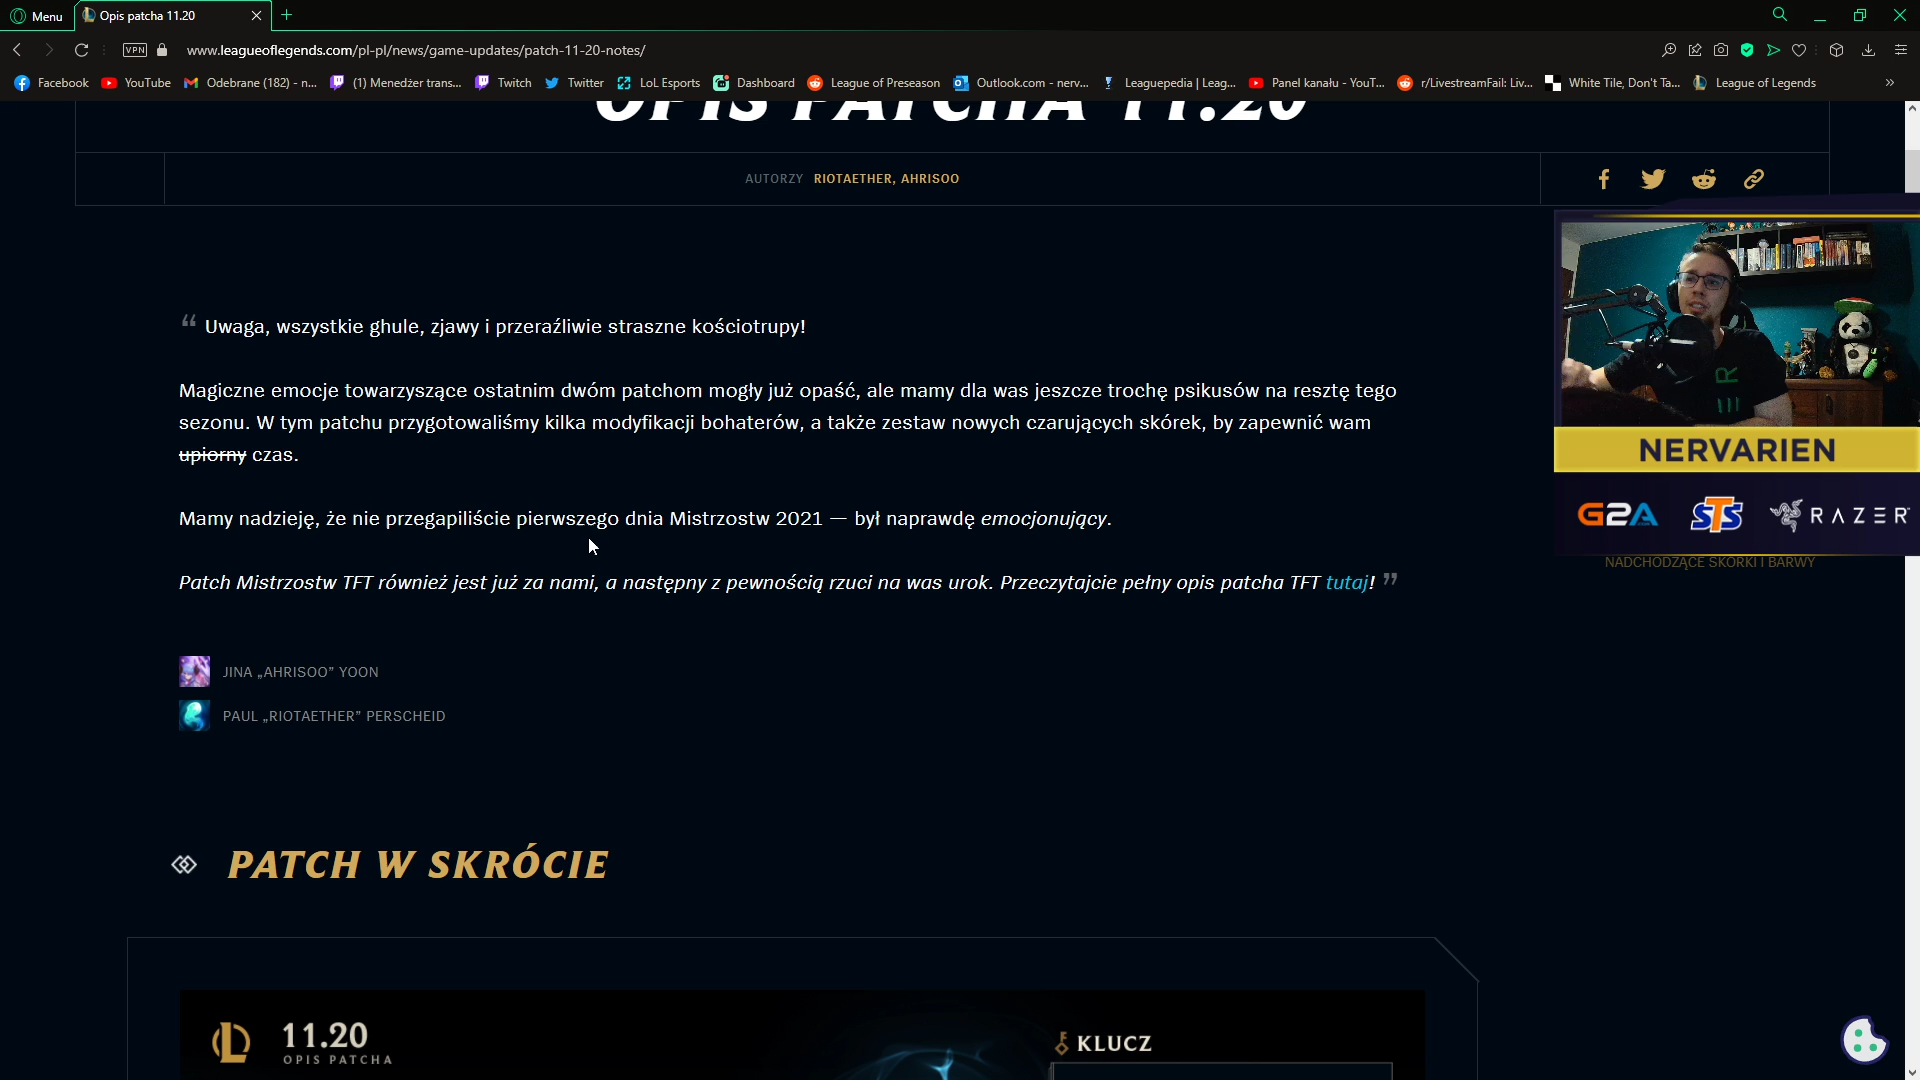 Menu
Opis patcha 11.20
VPN
www.leagueoflegends.com/pl-pl/news/game-updates/patch-11-20-notes/
Facebook
YouTube
Odebrane (182) - n...
(1) Menedżer trans...
Twitch
Twitter
LoL Esports
Dashboard
League of Preseason
Outlook.com - nerv...
Leaguepedia | Leag...
Panel kanału - YouT...
r/LivestreamFail: Liv...
White Tile, Don't Ta...
League of Legends
OPIS PATCHA 11.20
AUTORZY RIOTAETHER, AHRISOO
“ Uwaga, wszystkie ghule, zjawy i przeraźliwie straszne kościotrupy!
Magiczne emocje towarzyszące ostatnim dwóm patchom mogły już opaść, ale mamy dla was jeszcze trochę psikusów na resztę tego
sezonu. W tym patchu przygotowaliśmy kilka modyfikacji bohaterów, a także zestaw nowych czarujących skórek, by zapewnić wam
upiorny czas.
Mamy nadzieję, że nie przegapiliście pierwszego dnia Mistrzostw 2021 — był naprawdę emocjonujący.
Patch Mistrzostw TFT również jest już za nami, a następny z pewnością rzuci na was urok. Przeczytajcie pełny opis patcha TFT tutaj! ”
JINA „AHRISOO” YOON
PAUL „RIOTAETHER” PERSCHEID
NERVARIEN
G2A
STS
RAZER
NADCHODZĄCE SKÓRKI I BARWY
PATCH W SKRÓCIE
11.20
OPIS PATCHA
KLUCZ